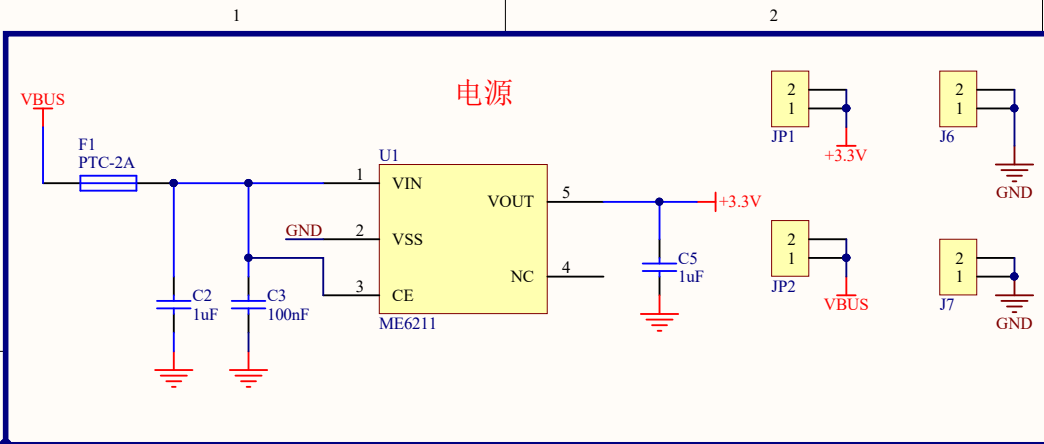 1
2
电源
VBUS
F1
PTC-2A
U1
1
VIN
VOUT
5
+3.3V
GND
2
VSS
NC
4
3
CE
ME6211
C2
1uF
C3
100nF
C5
1uF
2
1
JP1
+3.3V
2
1
J6
GND
2
1
JP2
VBUS
2
1
J7
GND